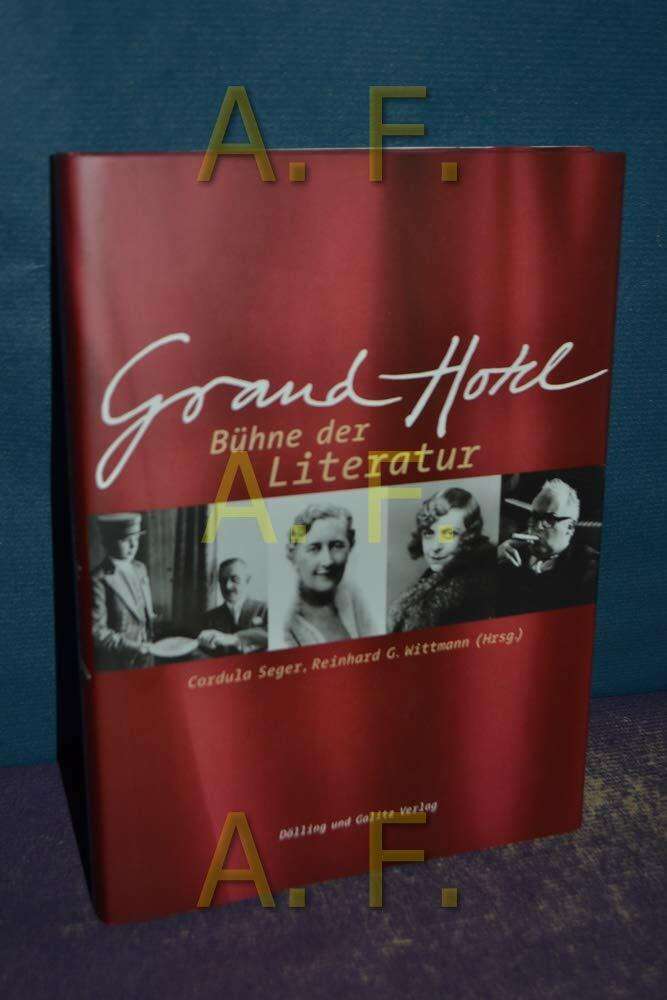 A. F.
Grand Hotel
Bühne der
Literatur
A. F.
Cordula Seger, Reinhard G. Wittmann (Hrsg.)
Dölling und Galitz Verlag
A. F.